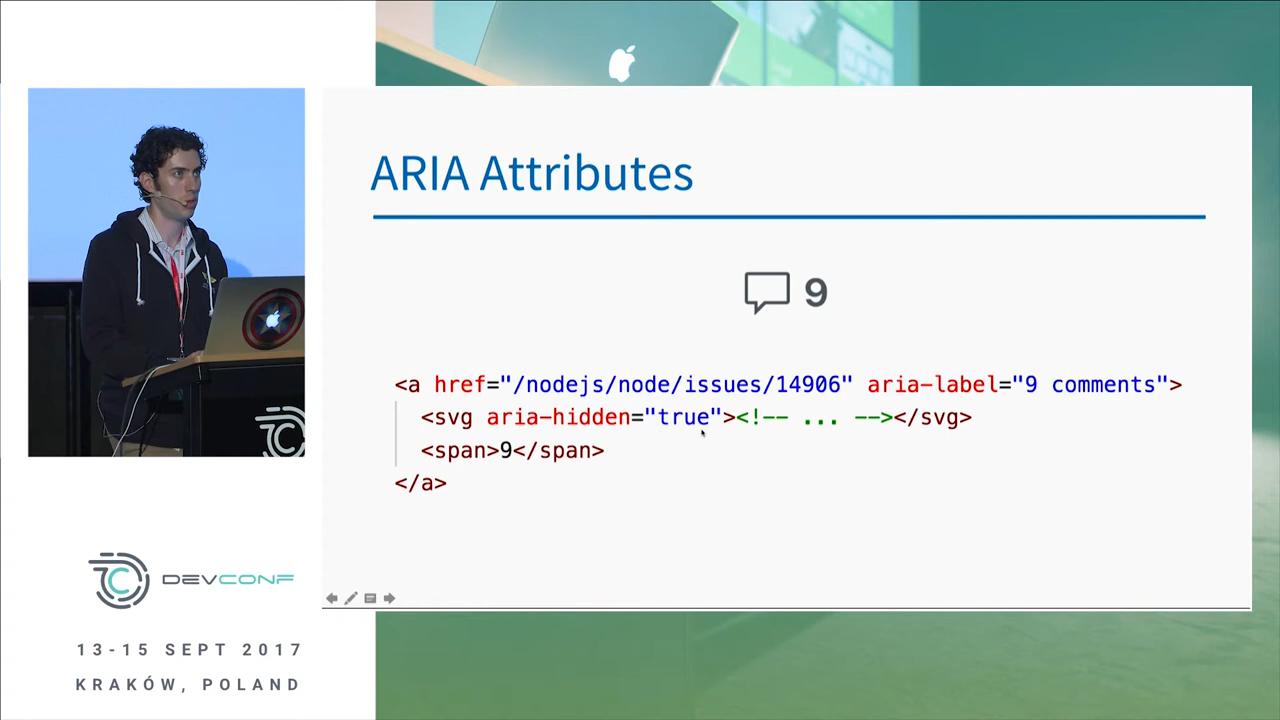 ARIA Attributes
9
<a href="/nodejs/node/issues/14906" aria-label="9 comments">
<svg aria-hidden="true"><!-- ... --></svg>
<span>9</span>
</a>
DEVCONF
13-15 SEPT 2017
KRAKÓW, POLAND